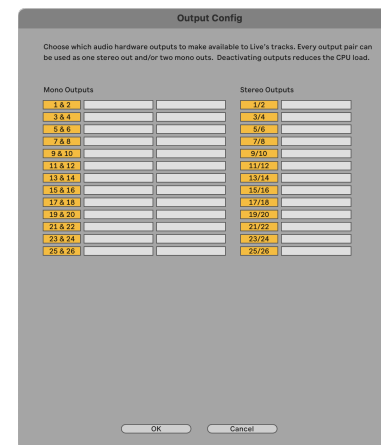 Output Config
Choose which audio hardware outputs to make available to Live's tracks. Every output pair can
be used as one stereo out and/or two mono outs. Deactivating outputs reduces the CPU load.
Mono Outputs Stereo Outputs
1 & 2 1/2
3 & 4 3/4
5 & 6 5/6
7 & 8 7/8
9 & 10 9/10
11 & 12 11/12
13 & 14 13/14
15 & 16 15/16
17 & 18 17/18
19 & 20 19/20
21 & 22 21/22
23 & 24 23/24
25 & 26 25/26
OK Cancel